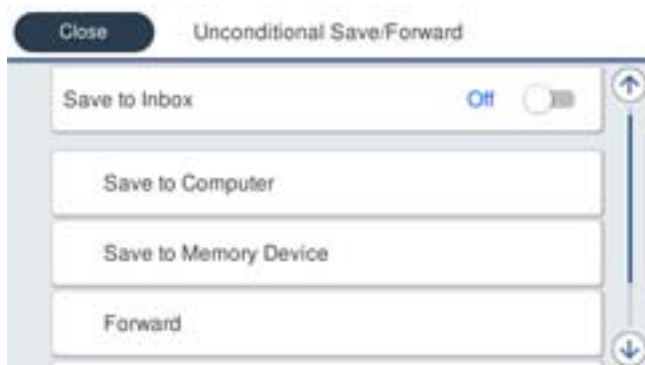 Close Unconditional Save/Forward
Save to Inbox Off
Save to Computer
Save to Memory Device
Forward